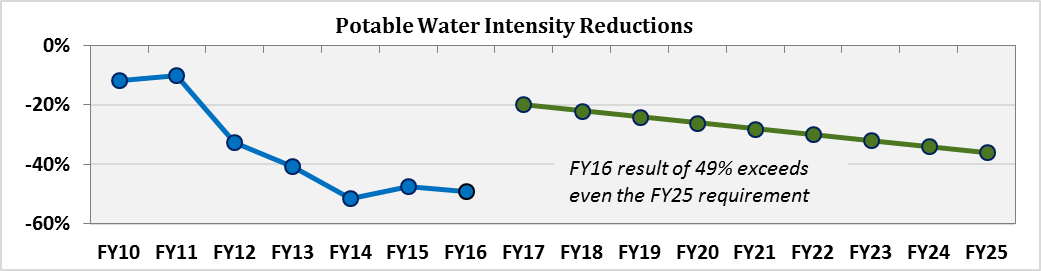 Potable Water Intensity Reductions
0%
-20%
-40%
-60%
FY16 result of 49% exceeds
even the FY25 requirement
FY10 FY11 FY12 FY13 FY14 FY15 FY16 FY17 FY18 FY19 FY20 FY21 FY22 FY23 FY24 FY25